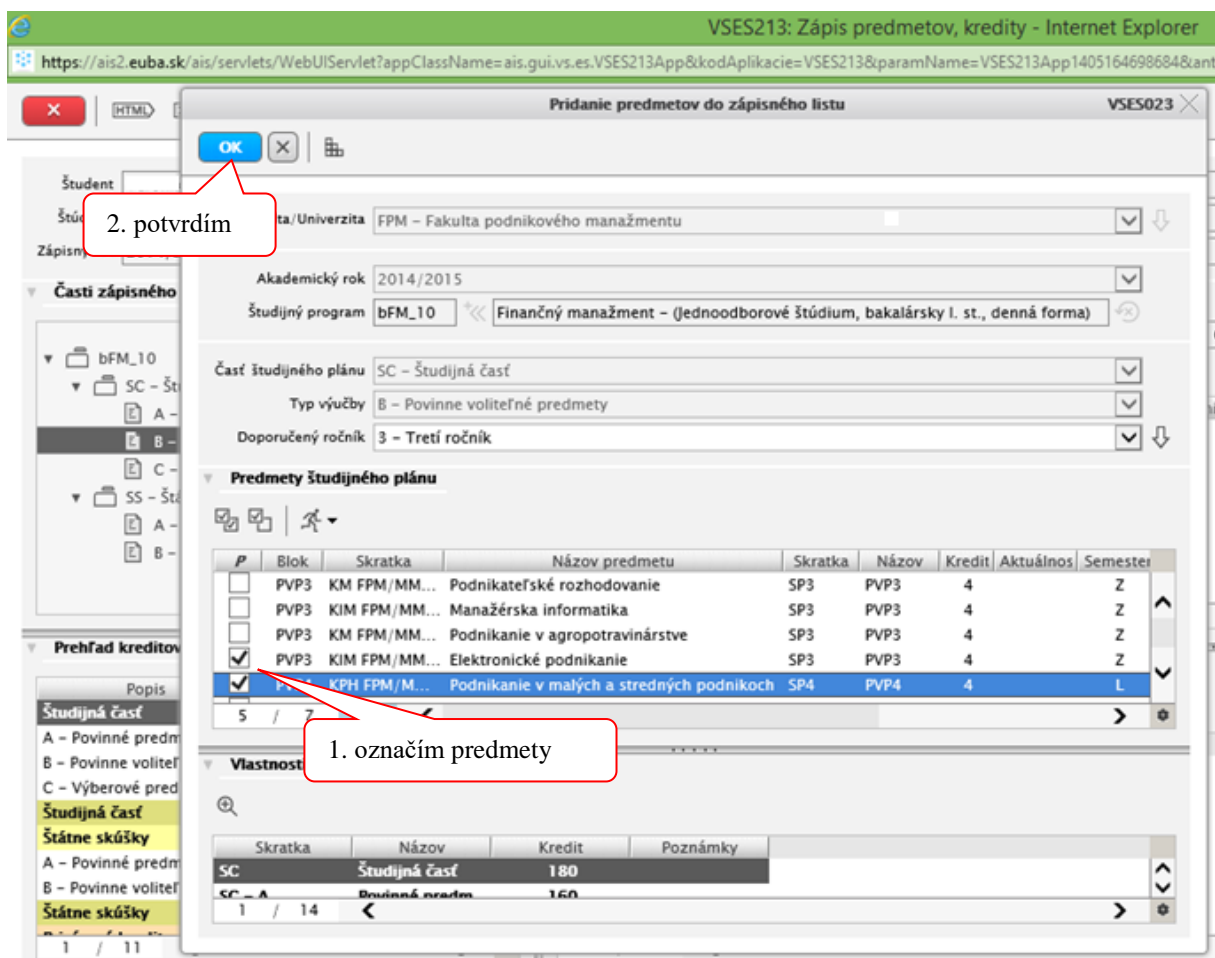 VSES213: Zápis predmetov, kredity - Internet Explorer
https://ais2.euba.sk/ais/servlets/WebUIServlet?appClassName=ais.gui.vs.es.VSES213App&kodAplikacie=VSES213&paramName=VSES213App1405164698684&ant
HTML
Pridanie predmetov do zápisného listu VSES023
OK
Študent
2. potvrdím
ta/Univerzita FPM – Fakulta podnikového manažmentu
Zápisný
Akademický rok 2014/2015
Časti zápisného
Študijný program bFM_10 Finančný manažment – (Jednoodborové štúdium, bakalársky I. st., denná forma)
bFM_10
Časť študijného plánu SC – Študijná časť
SC – Šti
Typ výučby B – Povinne voliteľné predmety
A –
Doporučený ročník 3 – Tretí ročník
B –
C –
Predmety študijného plánu
SS – Štá
A –
B –
P Blok Skratka Názov predmetu Skratka Názov Kredit Aktuálnos Semester
PVP3 KM FPM/MM... Podnikateľské rozhodovanie SP3 PVP3 4 Z
PVP3 KIM FPM/MM... Manažérska informatika SP3 PVP3 4 Z
PVP3 KM FPM/MM... Podnikanie v agropotravinárstve SP3 PVP3 4 Z
PVP3 KIM FPM/MM... Elektronické podnikanie SP3 PVP3 4 Z
KPH FPM/M... Podnikanie v malých a stredných podnikoch SP4 PVP4 4 L
5 / 7
1. označím predmety
Prehľad kreditov
Popis
Študijná časť
A – Povinné predm
B – Povinne voliteľ
C – Výberové pred
Študijná časť
Štátne skúšky
A – Povinné predm
B – Povinne voliteľ
Štátne skúšky
1 / 11
Vlastnosti
Skratka Názov Kredit Poznámky
SC Študijná časť 180
SC – A Povinné predm 160
1 / 14